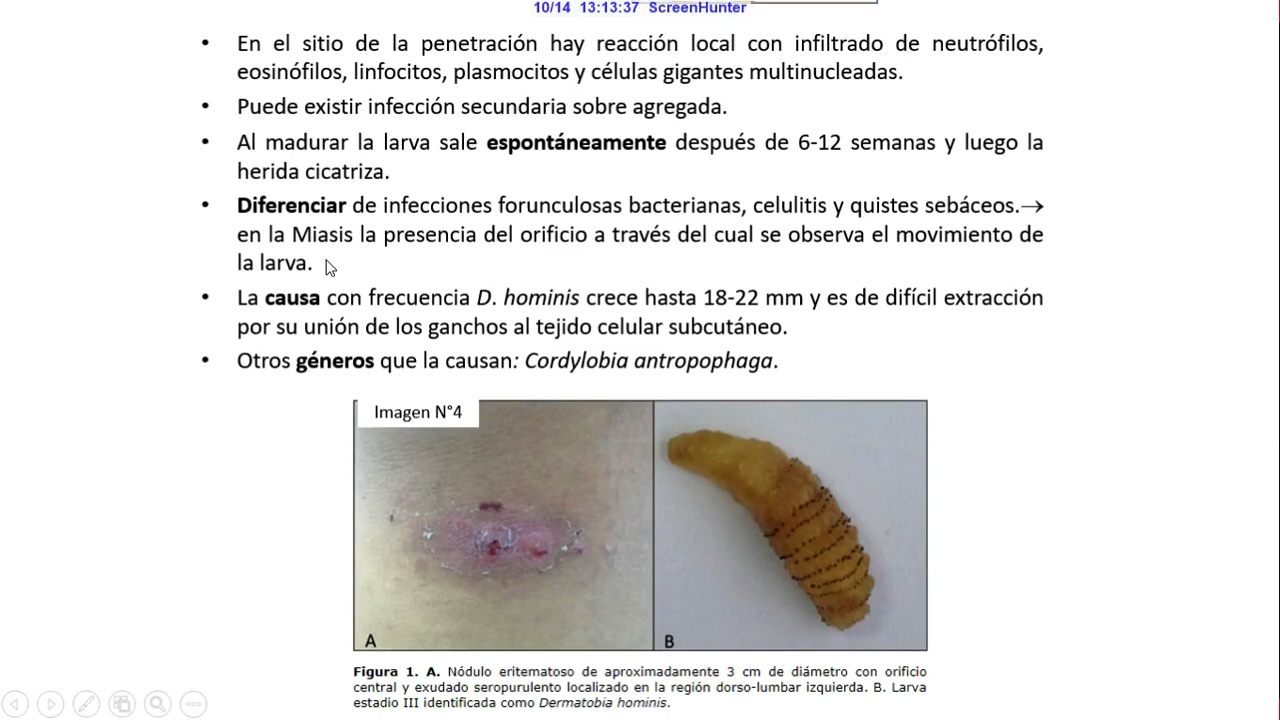 10/14 13:13:37 ScreenHunter
• En el sitio de la penetración hay reacción local con infiltrado de neutrófilos,
eosinófilos, linfocitos, plasmocitos y células gigantes multinucleadas.
• Puede existir infección secundaria sobre agregada.
• Al madurar la larva sale espontáneamente después de 6-12 semanas y luego la
herida cicatriza.
• Diferenciar de infecciones forunculosas bacterianas, celulitis y quistes sebáceos.→
en la Miasis la presencia del orificio a través del cual se observa el movimiento de
la larva.
• La causa con frecuencia D. hominis crece hasta 18-22 mm y es de difícil extracción
por su unión de los ganchos al tejido celular subcutáneo.
• Otros géneros que la causan: Cordylobia antropophaga.
Imagen N°4
A
B
Figura 1. A. Nódulo eritematoso de aproximadamente 3 cm de diámetro con orificio
central y exudado seropurulento localizado en la región dorso-lumbar izquierda. B. Larva
estadio III identificada como Dermatobia hominis.